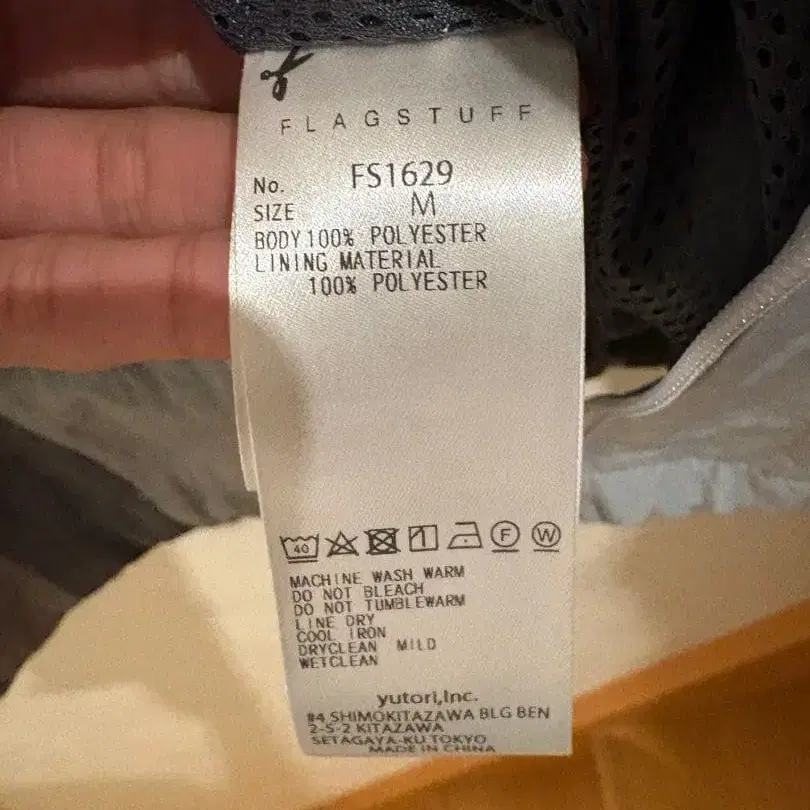 FLAGSTUFF
No. FS1629
SIZE M
BODY 100% POLYESTER
LINING MATERIAL
100% POLYESTER
40 F W
MACHINE WASH WARM
DO NOT BLEACH
DO NOT TUMBLEWARM
LINE DRY
COOL IRON
DRYCLEAN MILD
WETCLEAN
yutori,Inc.
#4 SHIMOKITAZAWA BLG BEN
2-5-2 KITAZAWA
SETAGAYA-KU TOKYO
MADE IN CHINA